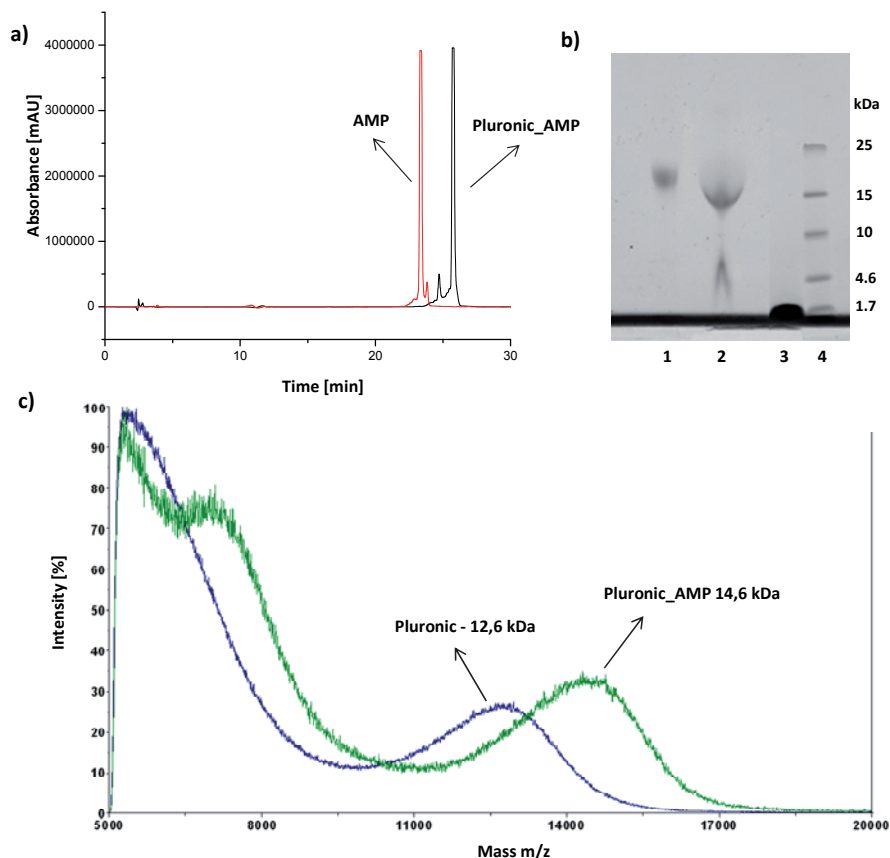 a)
Absorbance [mAU]
4000000
3000000
2000000
1000000
0
AMP
Pluronic_AMP
0 10 20 30
Time [min]
b)
kDa
25
15
10
4.6
1.7
1 2 3 4
c)
Intensity [%]
100
90
80
70
60
50
40
30
20
10
0
Pluronic - 12,6 kDa
Pluronic_AMP 14,6 kDa
5000 8000 11000 14000 17000 20000
Mass m/z